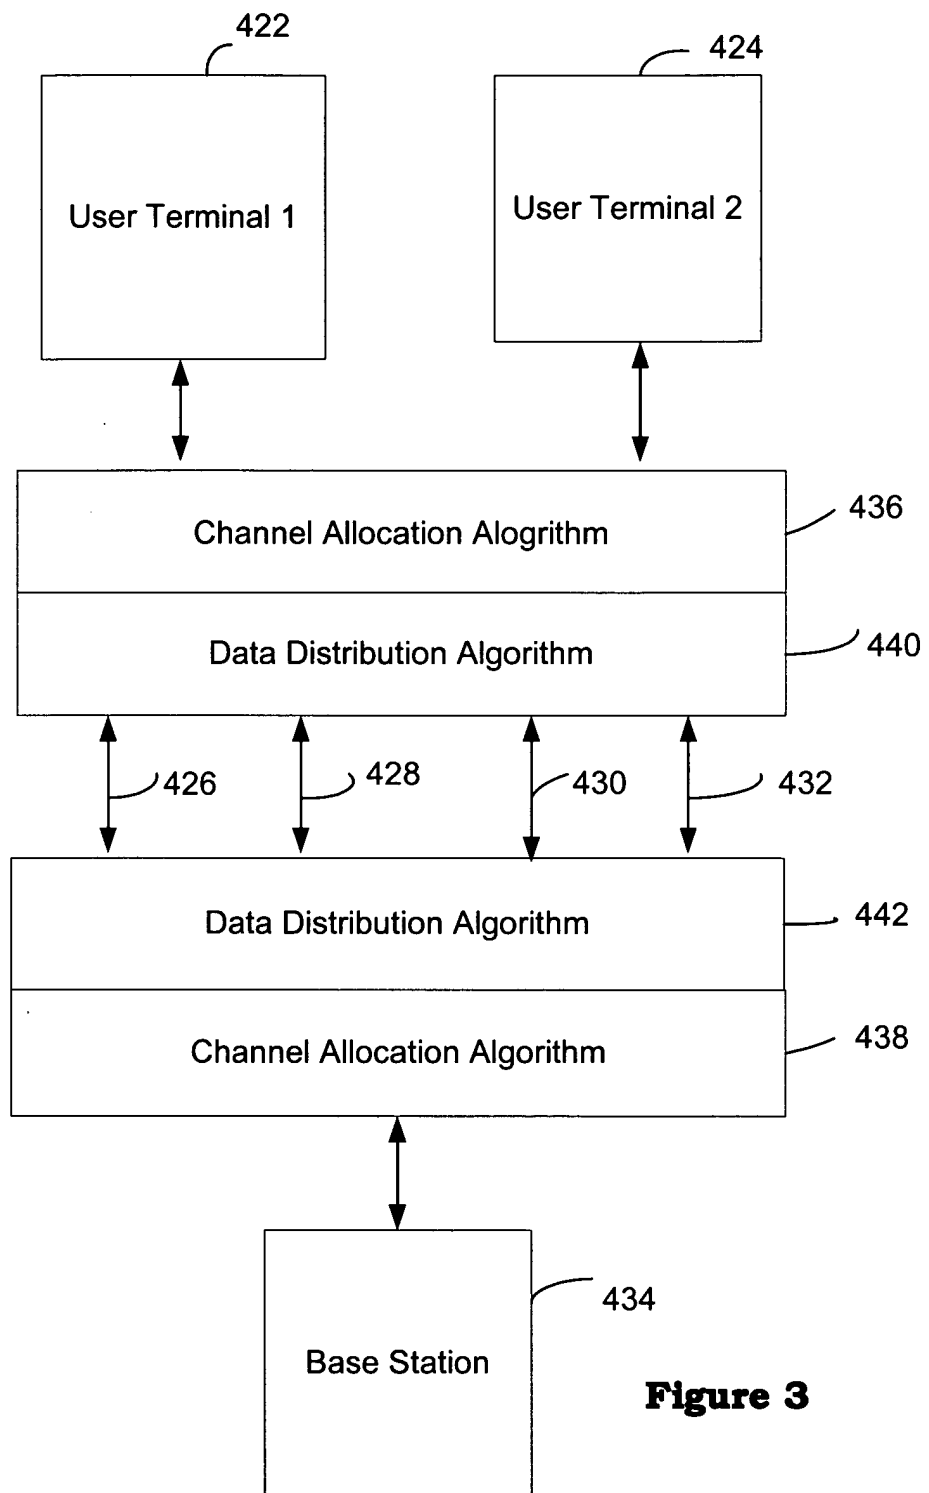 422
424
User Terminal 1
User Terminal 2
Channel Allocation Alogrithm
436
Data Distribution Algorithm
440
426
428
430
432
Data Distribution Algorithm
442
Channel Allocation Algorithm
438
434
Base Station
Figure 3